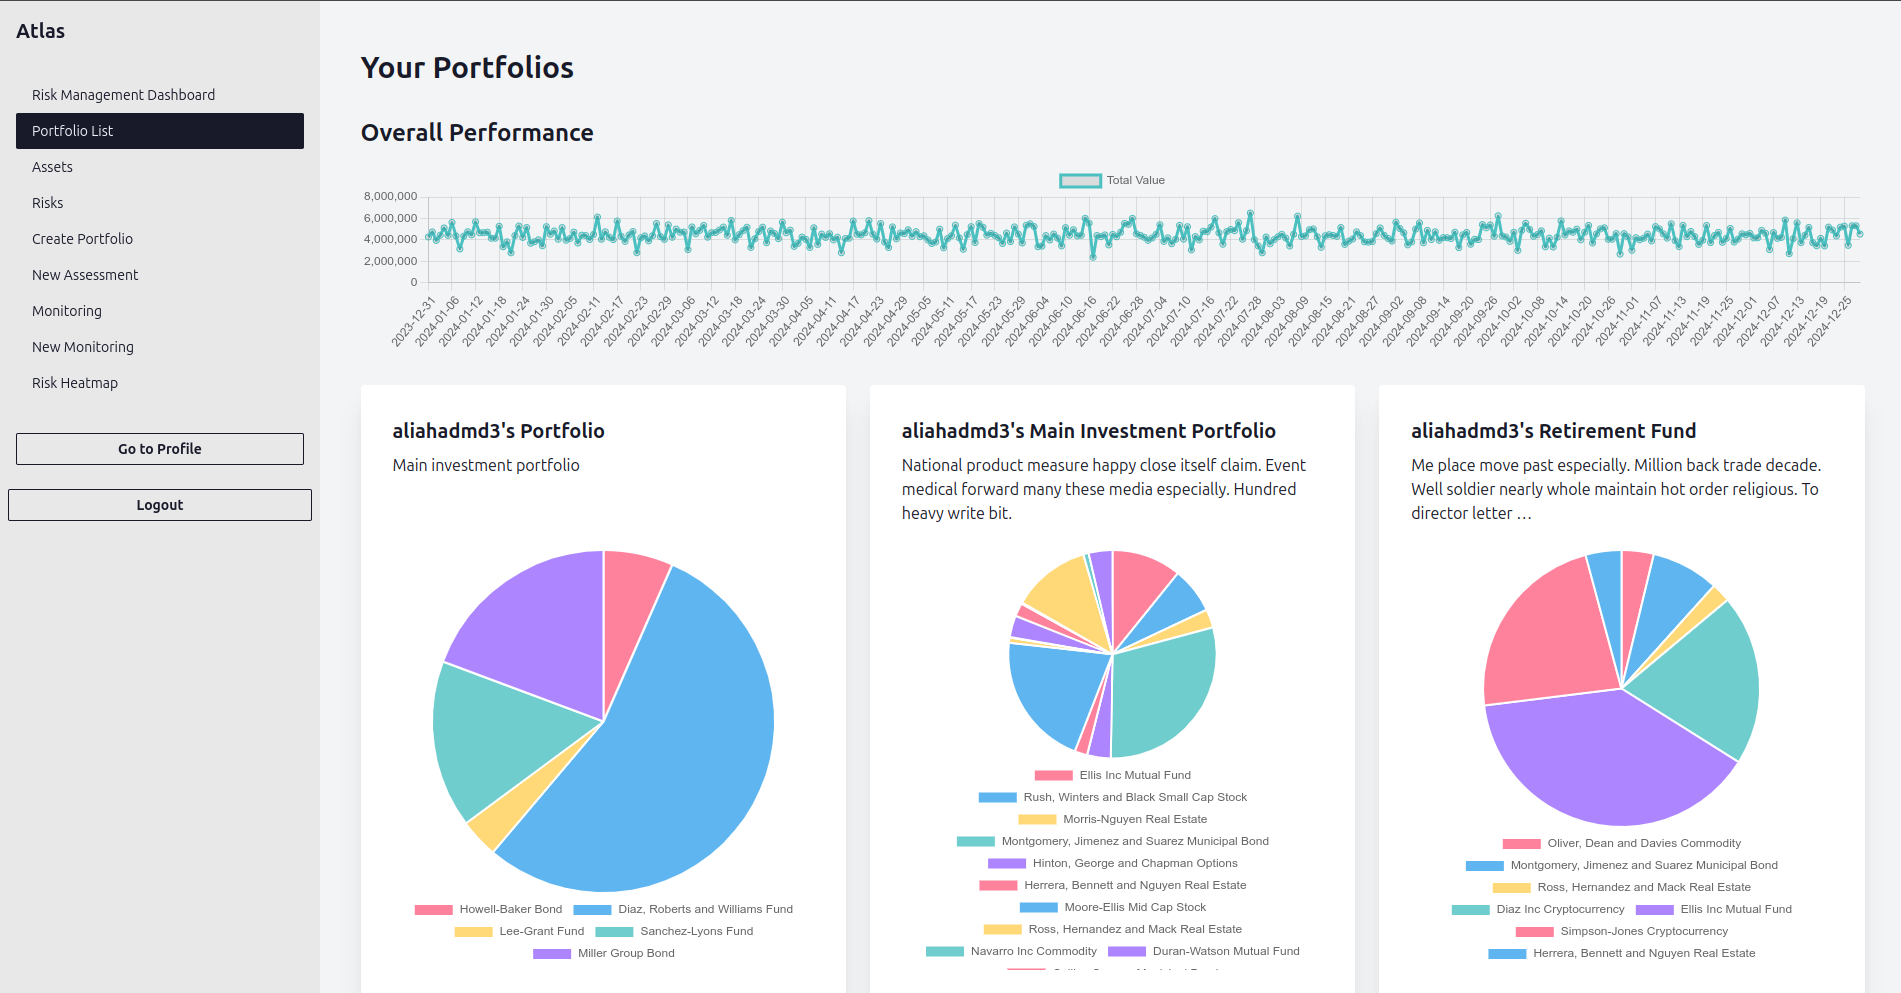 Atlas
Risk Management Dashboard
Portfolio List
Assets
Risks
Create Portfolio
New Assessment
Monitoring
New Monitoring
Risk Heatmap
Go to Profile
Logout
Your Portfolios
Overall Performance
Total Value
8,000,000
6,000,000
4,000,000
2,000,000
0
2023-12-31
2024-01-06
2024-01-12
2024-01-18
2024-01-24
2024-01-30
2024-02-05
2024-02-11
2024-02-17
2024-02-23
2024-02-29
2024-03-06
2024-03-12
2024-03-18
2024-03-24
2024-03-30
2024-04-05
2024-04-11
2024-04-17
2024-04-23
2024-04-29
2024-05-05
2024-05-11
2024-05-17
2024-05-23
2024-05-29
2024-06-04
2024-06-10
2024-06-16
2024-06-22
2024-06-28
2024-07-04
2024-07-10
2024-07-16
2024-07-22
2024-07-28
2024-08-03
2024-08-09
2024-08-15
2024-08-21
2024-08-27
2024-09-02
2024-09-08
2024-09-14
2024-09-20
2024-09-26
2024-10-02
2024-10-08
2024-10-14
2024-10-20
2024-10-26
2024-11-01
2024-11-07
2024-11-13
2024-11-19
2024-11-25
2024-12-01
2024-12-07
2024-12-13
2024-12-19
2024-12-25
aliahadmd3's Portfolio
Main investment portfolio
Howell-Baker Bond
Diaz, Roberts and Williams Fund
Lee-Grant Fund
Sanchez-Lyons Fund
Miller Group Bond
aliahadmd3's Main Investment Portfolio
National product measure happy close itself claim. Event
medical forward many these media especially. Hundred
heavy write bit.
Ellis Inc Mutual Fund
Rush, Winters and Black Small Cap Stock
Morris-Nguyen Real Estate
Montgomery, Jimenez and Suarez Municipal Bond
Hinton, George and Chapman Options
Herrera, Bennett and Nguyen Real Estate
Moore-Ellis Mid Cap Stock
Ross, Hernandez and Mack Real Estate
Navarro Inc Commodity
Duran-Watson Mutual Fund
aliahadmd3's Retirement Fund
Me place move past especially. Million back trade decade.
Well soldier nearly whole maintain hot order religious. To
director letter …
Oliver, Dean and Davies Commodity
Montgomery, Jimenez and Suarez Municipal Bond
Ross, Hernandez and Mack Real Estate
Diaz Inc Cryptocurrency
Ellis Inc Mutual Fund
Simpson-Jones Cryptocurrency
Herrera, Bennett and Nguyen Real Estate